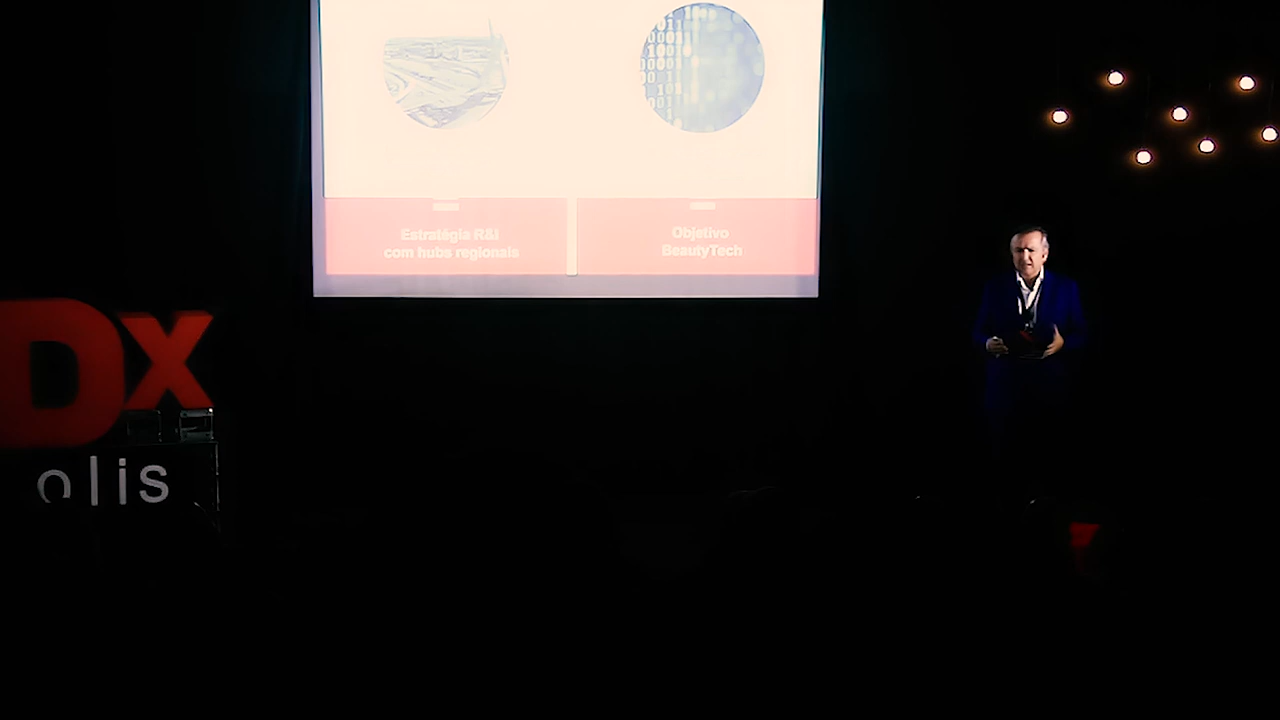 Estratégia R&I
com hubs regionais
Objetivo
BeautyTech
Dx
olis